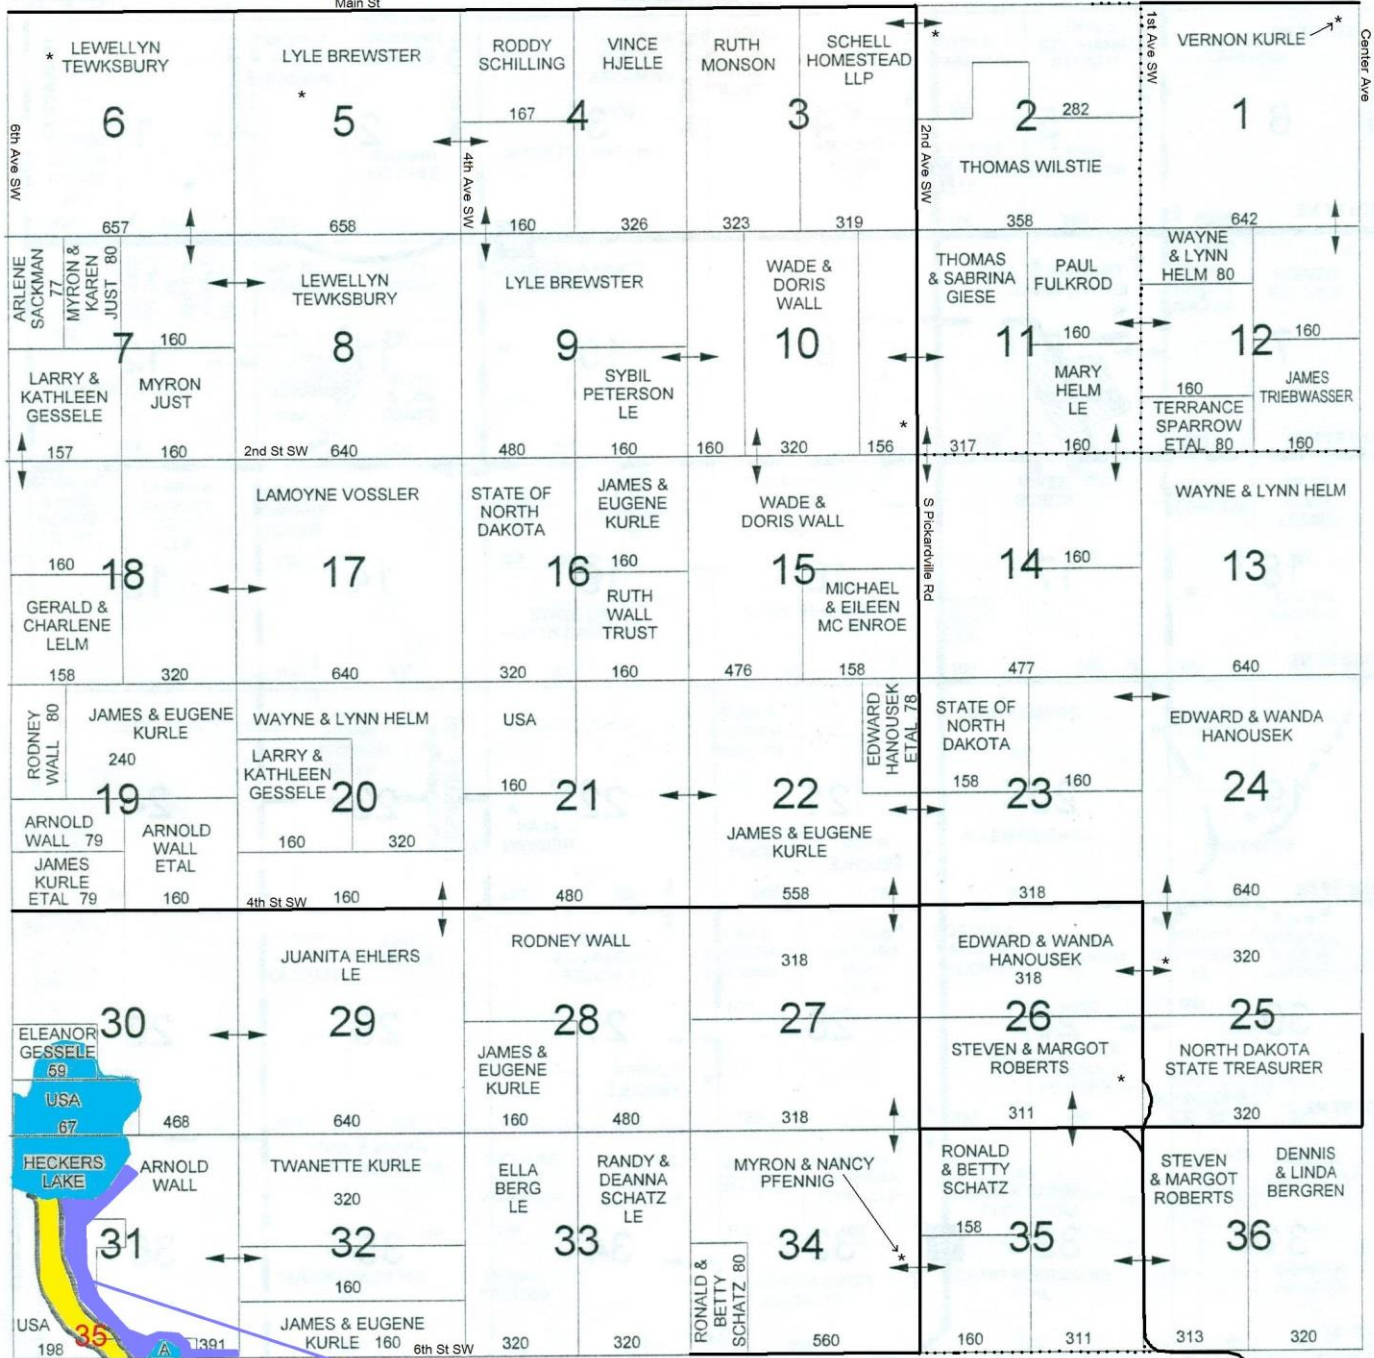 Main St
1st Ave SW
Center Ave
6th Ave SW
* LEWELLYN
TEWKSBURY
6
657
LYLE BREWSTER
*
5
658
4th Ave SW
RODDY
SCHILLING
167
VINCE
HJELLE
4
160
326
RUTH
MONSON
SCHELL
HOMESTEAD
LLP
3
323
319
*
2nd Ave SW
2
282
THOMAS WILSTIE
358
VERNON KURLE
*
1
642
ARLENE
SACKMAN
77
MYRON &
KAREN
JUST 80
7
160
LARRY &
KATHLEEN
GESSELE
MYRON
JUST
157
160
LEWELLYN
TEWKSBURY
8
2nd St SW
640
LYLE BREWSTER
9
SYBIL
PETERSON
LE
480
160
WADE &
DORIS
WALL
10
*
160
320
156
THOMAS
& SABRINA
GIESE
PAUL
FULKROD
160
11
MARY
HELM
LE
317
160
WAYNE
& LYNN
HELM 80
160
12
160
JAMES
TRIEBWASSER
TERRANCE
SPARROW
ETAL 80
160
160
18
GERALD &
CHARLENE
LELM
158
320
LAMOYNE VOSSLER
17
640
STATE OF
NORTH
DAKOTA
JAMES &
EUGENE
KURLE
160
16
RUTH
WALL
TRUST
320
160
WADE &
DORIS WALL
15
MICHAEL
& EILEEN
MC ENROE
476
158
S Pickardville Rd
14
160
477
WAYNE & LYNN HELM
13
640
RODNEY
WALL 80
JAMES & EUGENE
KURLE
240
19
ARNOLD
WALL 79
ARNOLD
WALL
ETAL
JAMES
KURLE
ETAL 79
160
WAYNE & LYNN HELM
LARRY &
KATHLEEN
GESSELE
20
160
320
4th St SW
160
USA
160
21
480
EDWARD
HANOUSEK
ETAL 78
22
JAMES & EUGENE
KURLE
558
STATE OF
NORTH
DAKOTA
158
160
23
318
EDWARD & WANDA
HANOUSEK
24
640
30
ELEANOR
GESSELE
59
USA
67
468
JUANITA EHLERS
LE
29
640
RODNEY WALL
28
JAMES &
EUGENE
KURLE
160
480
318
27
318
EDWARD & WANDA
HANOUSEK
318
26
STEVEN & MARGOT
ROBERTS
*
311
*
320
25
NORTH DAKOTA
STATE TREASURER
320
HECKERS
LAKE
ARNOLD
WALL
31
USA
198
35
A
391
TWANETTE KURLE
320
32
160
JAMES & EUGENE
KURLE 160
6th St SW
ELLA
BERG
LE
RANDY &
DEANNA
SCHATZ
LE
33
320
320
MYRON & NANCY
PFENNIG
34
*
RONALD &
BETTY
SCHATZ 80
560
RONALD
& BETTY
SCHATZ
158
35
160
311
STEVEN
& MARGOT
ROBERTS
DENNIS
& LINDA
BERGREN
36
313
320